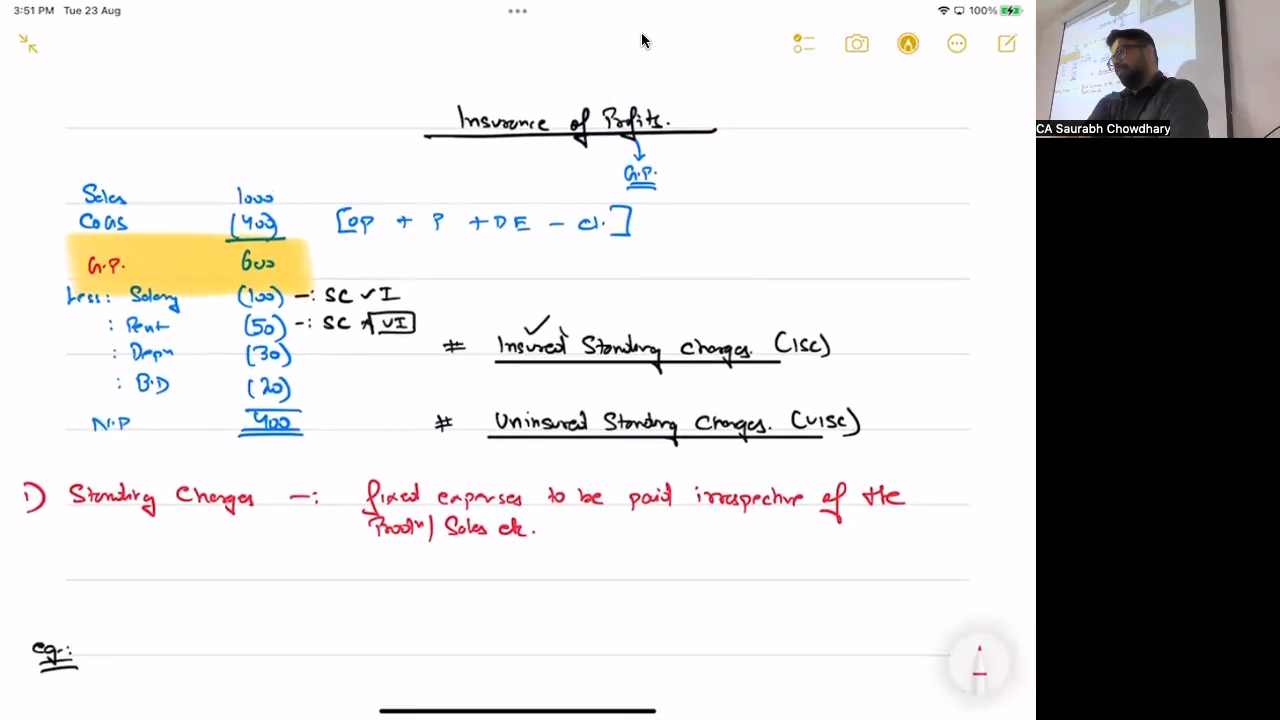 3:51 PM Tue 23 Aug
100%
Insurance of Profits.
G.P.
Sales 1000
COGS (400) [OP + P + DE - Cl.]
G.P. 600
Less: Salary (100) -: SC ✓ I
: Rent (50) -: SC UI
: Depn (30)
# Insured Standing Charges. (ISC)
: B.D (20)
N.P 400
# Uninsured Standing Charges. (UISC)
1) Standing Charges -: fixed expenses to be paid irrespective of the
Prodn / Sales etc.
eg.:
CA Saurabh Chowdhary